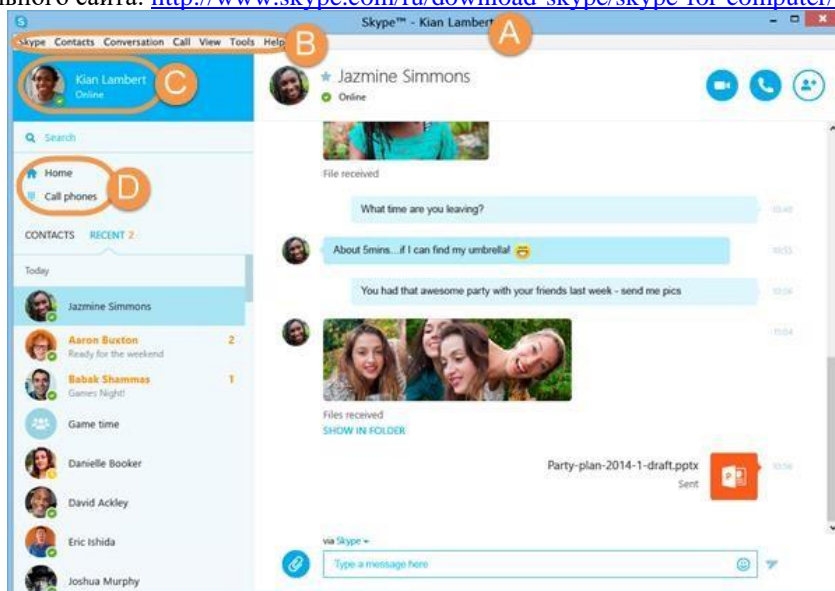 льного сайта: http://www.skype.com/ru/download-skype/skype-for-computer/
Skype™ - Kian Lambert
A
Skype Contacts Conversation Call View Tools Help
B
Kian Lambert
Online
C
Jazmine Simmons
Online
Search
Home
Call phones
D
CONTACTS RECENT 2
Today
Jazmine Simmons
Aaron Buxton 2
Ready for the weekend
Babak Shammas 1
Games Night!
Game time
Danielle Booker
David Ackley
Eric Ishida
Joshua Murphy
File received
What time are you leaving?
About 5mins...if I can find my umbrella!
You had that awesome party with your friends last week - send me pics
Files received
SHOW IN FOLDER
Party-plan-2014-1-draft.pptx
Sent
via Skype
Type a message here